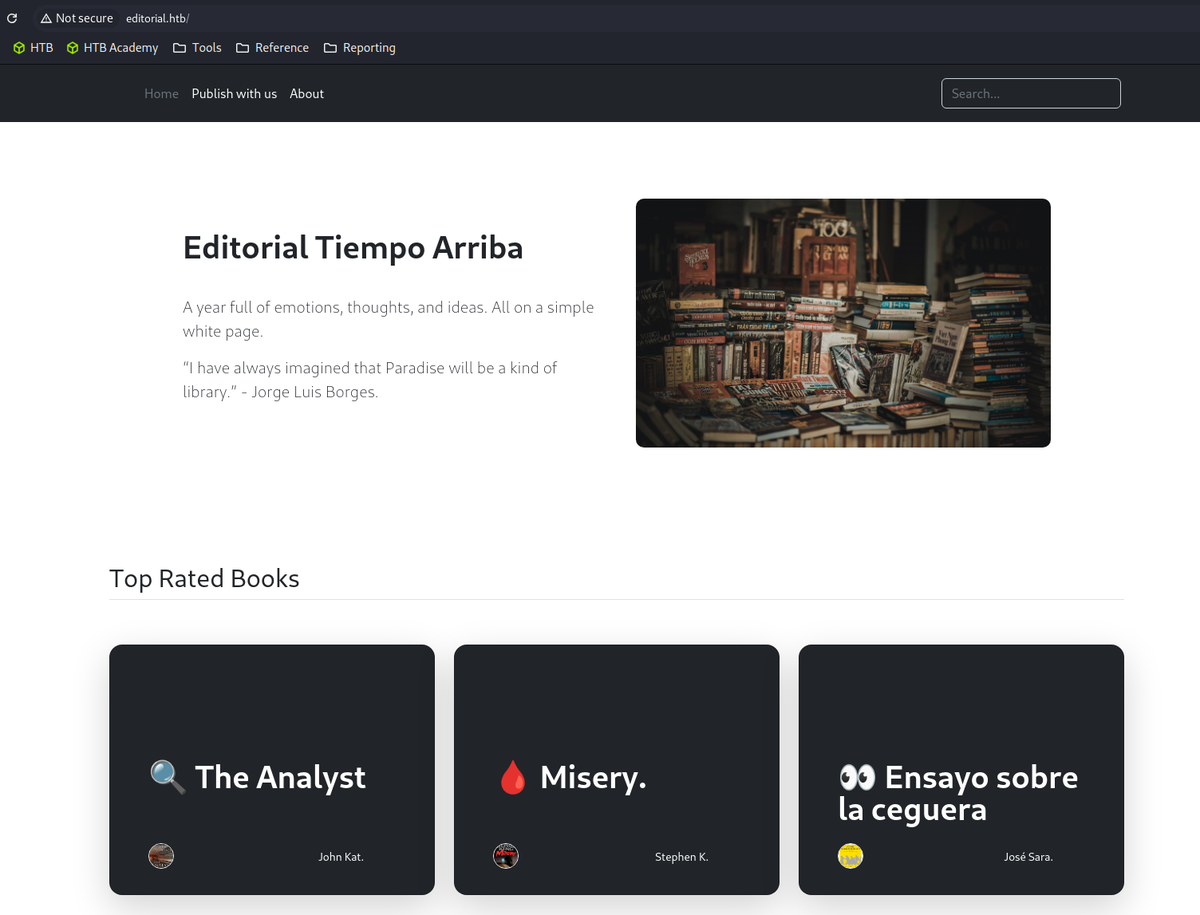 Not secure editorial.htb/
HTB HTB Academy Tools Reference Reporting
Home Publish with us About Search...
Editorial Tiempo Arriba
A year full of emotions, thoughts, and ideas. All on a simple
white page.
“I have always imagined that Paradise will be a kind of
library.” - Jorge Luis Borges.
Top Rated Books
The Analyst
John Kat.
Misery.
Stephen K.
Ensayo sobre
la ceguera
José Sara.